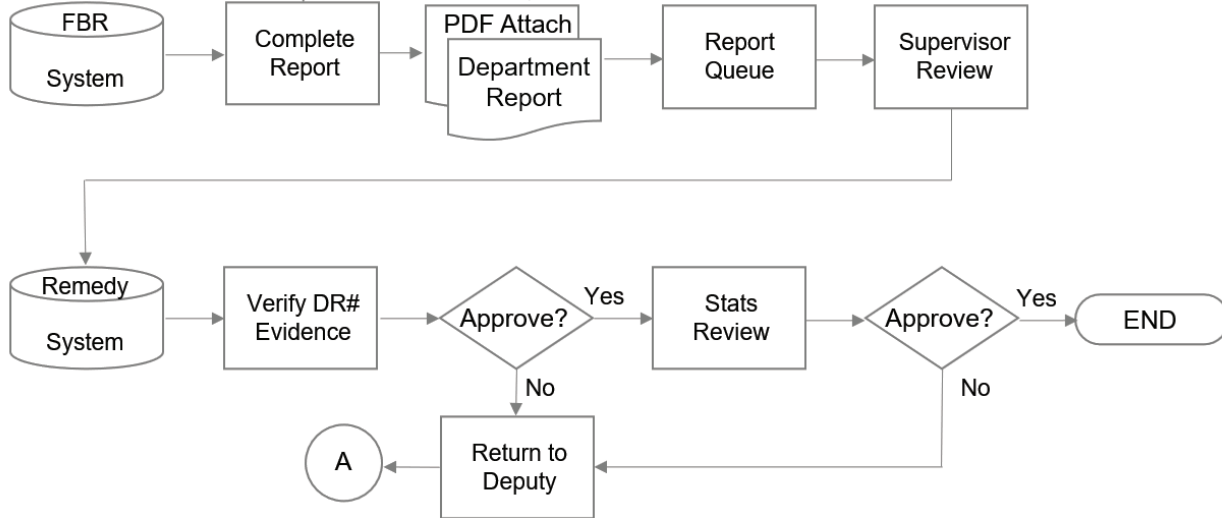 FBR
System
Complete
Report
PDF Attach
Department
Report
Report
Queue
Supervisor
Review
Remedy
System
Verify DR#
Evidence
Approve?
Yes
No
Stats
Review
Approve?
Yes
No
END
Return to
Deputy
A